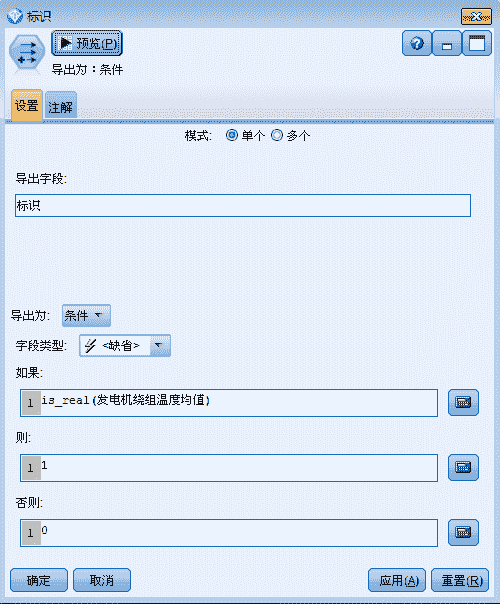 标识
预览(P)
导出为：条件
设置 注解
模式: 单个 多个
导出字段:
标识
导出为: 条件
字段类型: <缺省>
如果:
1 is_real(发电机绕组温度均值)
则:
1 1
否则:
1 0
确定 取消 应用(A) 重置(R)